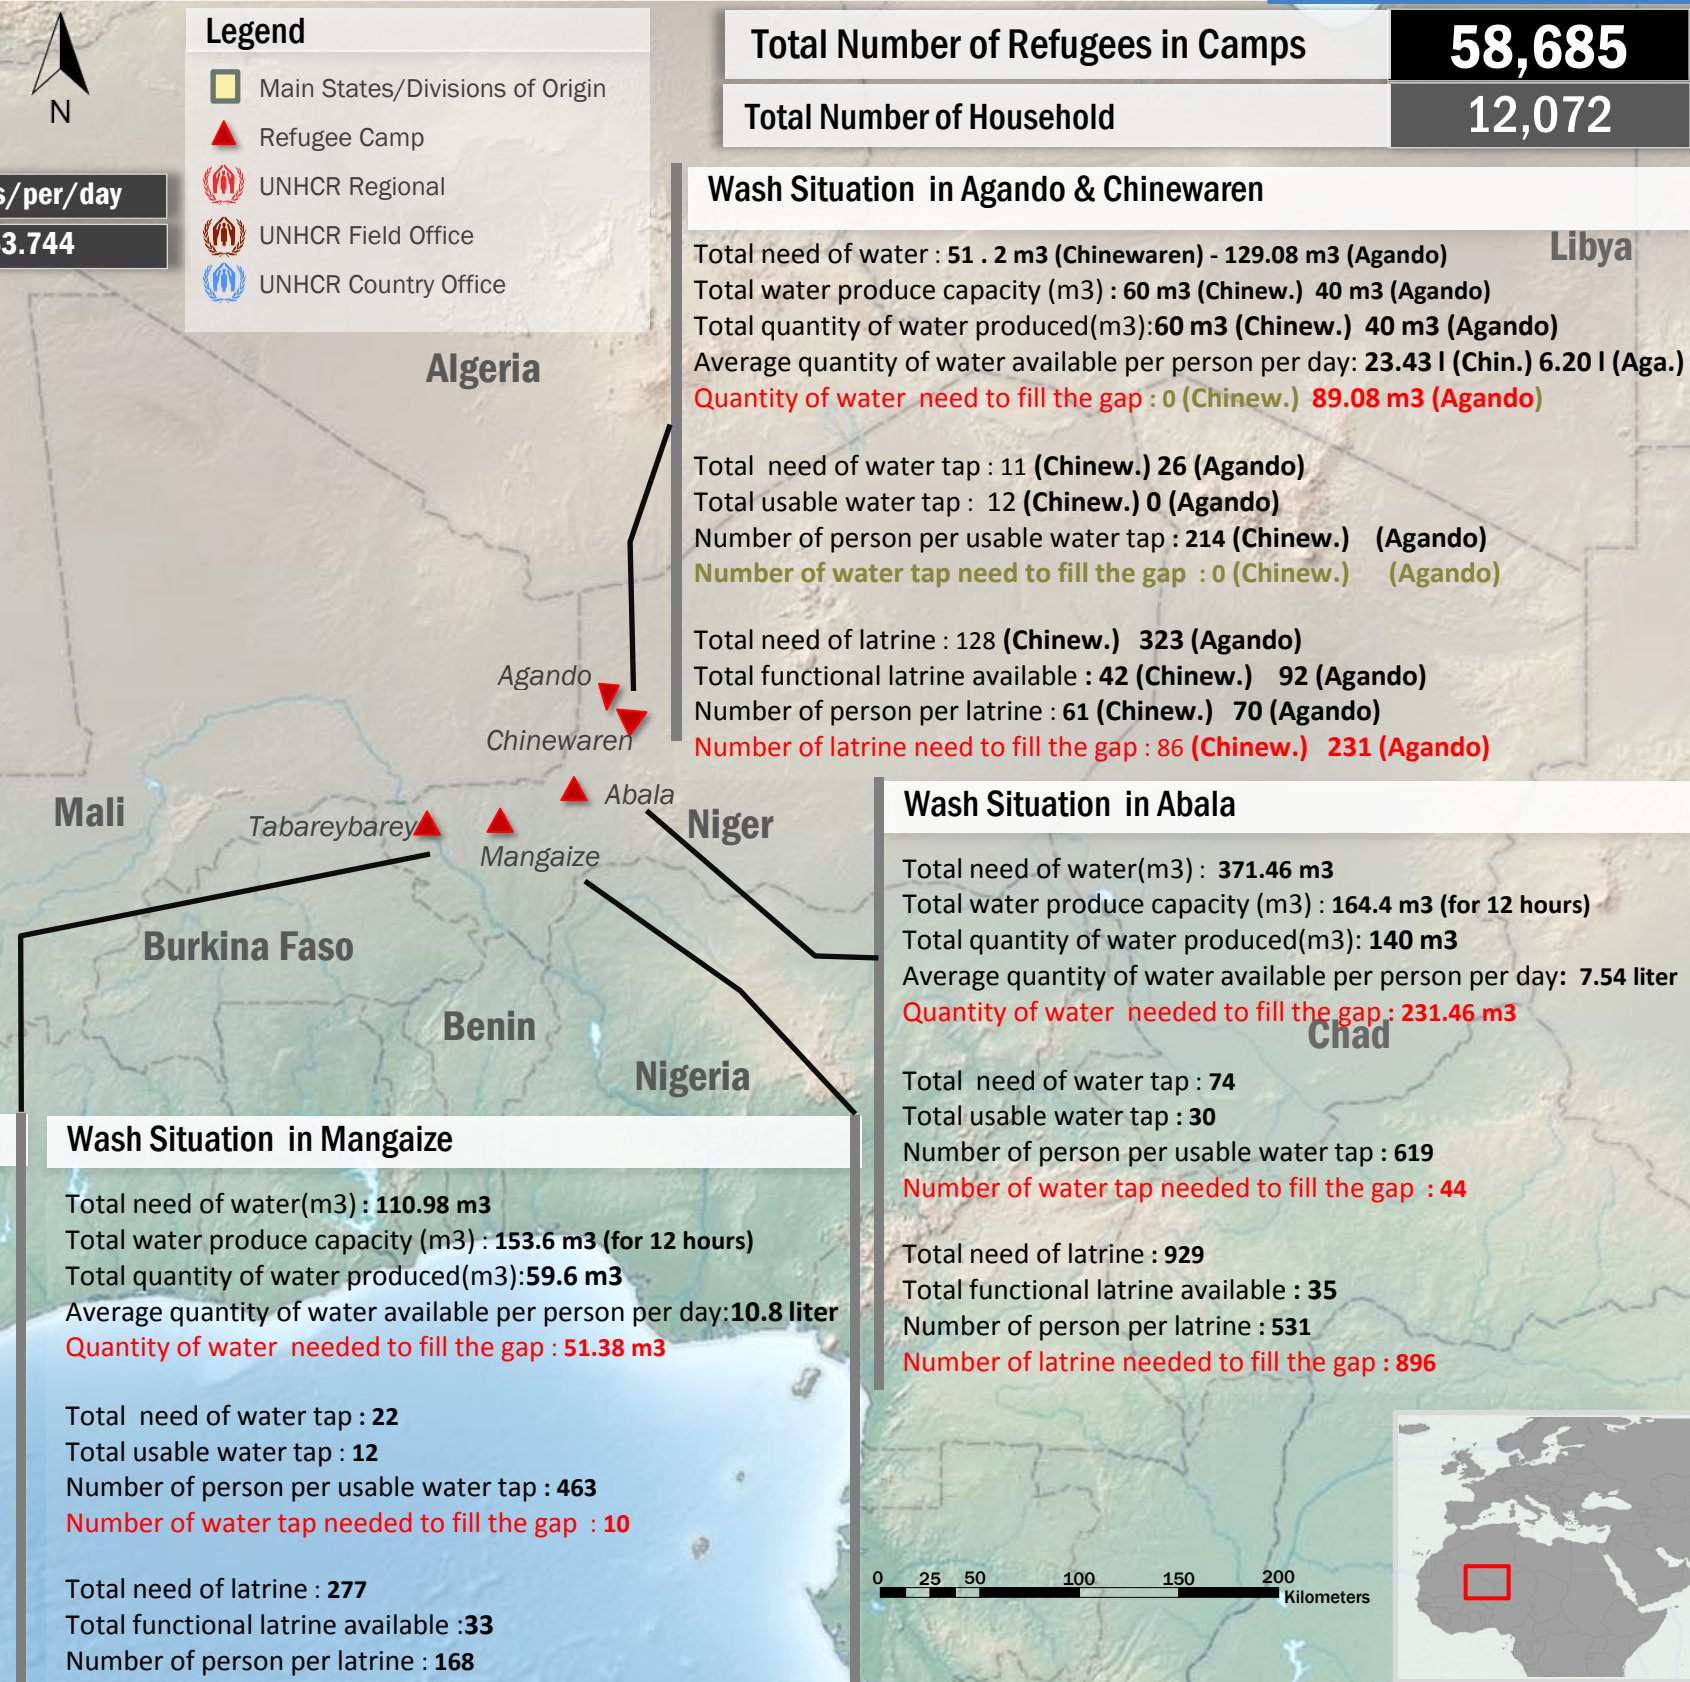 N
Legend
Main States/Divisions of Origin
Refugee Camp
UNHCR Regional
UNHCR Field Office
UNHCR Country Office
Total Number of Refugees in Camps 58,685
Total Number of Household 12,072
s/per/day
3.744
Wash Situation in Agando & Chinewaren
Total need of water : 51 . 2 m3 (Chinewaren) - 129.08 m3 (Agando)
Total water produce capacity (m3) : 60 m3 (Chinew.) 40 m3 (Agando)
Total quantity of water produced(m3):60 m3 (Chinew.) 40 m3 (Agando)
Average quantity of water available per person per day: 23.43 l (Chin.) 6.20 l (Aga.)
Quantity of water need to fill the gap : 0 (Chinew.) 89.08 m3 (Agando)
Total need of water tap : 11 (Chinew.) 26 (Agando)
Total usable water tap : 12 (Chinew.) 0 (Agando)
Number of person per usable water tap : 214 (Chinew.) (Agando)
Number of water tap need to fill the gap : 0 (Chinew.) (Agando)
Total need of latrine : 128 (Chinew.) 323 (Agando)
Total functional latrine available : 42 (Chinew.) 92 (Agando)
Number of person per latrine : 61 (Chinew.) 70 (Agando)
Number of latrine need to fill the gap : 86 (Chinew.) 231 (Agando)
Libya
Algeria
Agando
Chinewaren
Abala
Tabareybarey
Mangaize
Mali
Niger
Burkina Faso
Benin
Nigeria
Chad
Wash Situation in Abala
Total need of water(m3) : 371.46 m3
Total water produce capacity (m3) : 164.4 m3 (for 12 hours)
Total quantity of water produced(m3): 140 m3
Average quantity of water available per person per day: 7.54 liter
Quantity of water needed to fill the gap : 231.46 m3
Total need of water tap : 74
Total usable water tap : 30
Number of person per usable water tap : 619
Number of water tap needed to fill the gap : 44
Total need of latrine : 929
Total functional latrine available : 35
Number of person per latrine : 531
Number of latrine needed to fill the gap : 896
Wash Situation in Mangaize
Total need of water(m3) : 110.98 m3
Total water produce capacity (m3) : 153.6 m3 (for 12 hours)
Total quantity of water produced(m3):59.6 m3
Average quantity of water available per person per day:10.8 liter
Quantity of water needed to fill the gap : 51.38 m3
Total need of water tap : 22
Total usable water tap : 12
Number of person per usable water tap : 463
Number of water tap needed to fill the gap : 10
Total need of latrine : 277
Total functional latrine available :33
Number of person per latrine : 168
0 25 50 100 150 200
Kilometers